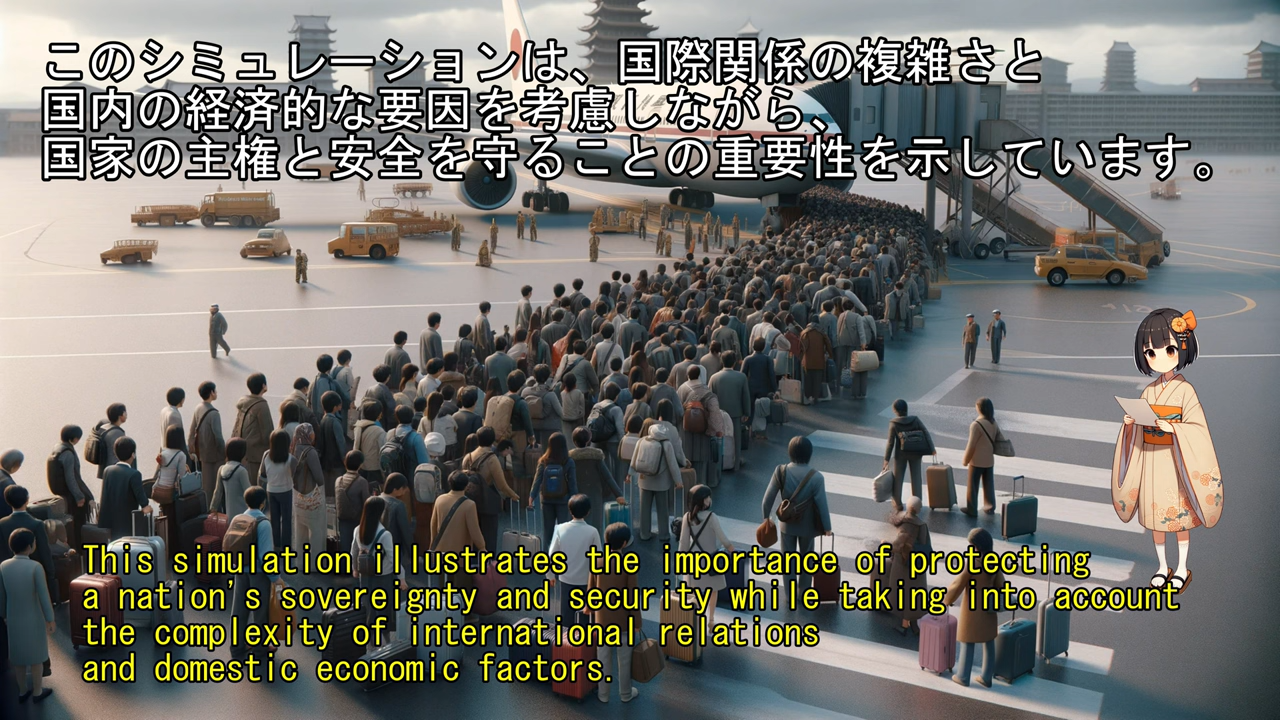 このシミュレーションは、国際関係の複雑さと
国内の経済的な要因を考慮しながら、
国家の主権と安全を守ることの重要性を示しています。
This simulation illustrates the importance of protecting
a nation's sovereignty and security while taking into account
the complexity of international relations
and domestic economic factors.